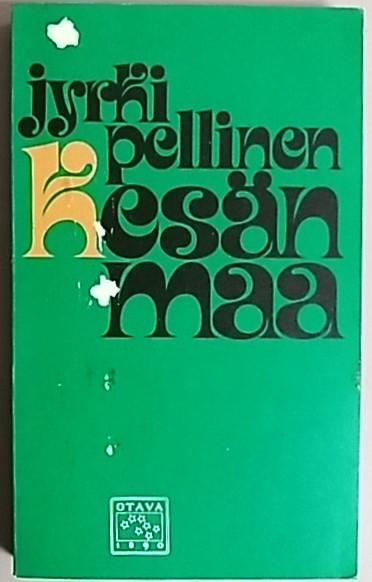 jyrki
pellinen
kesän
maa
OTAVA
1890